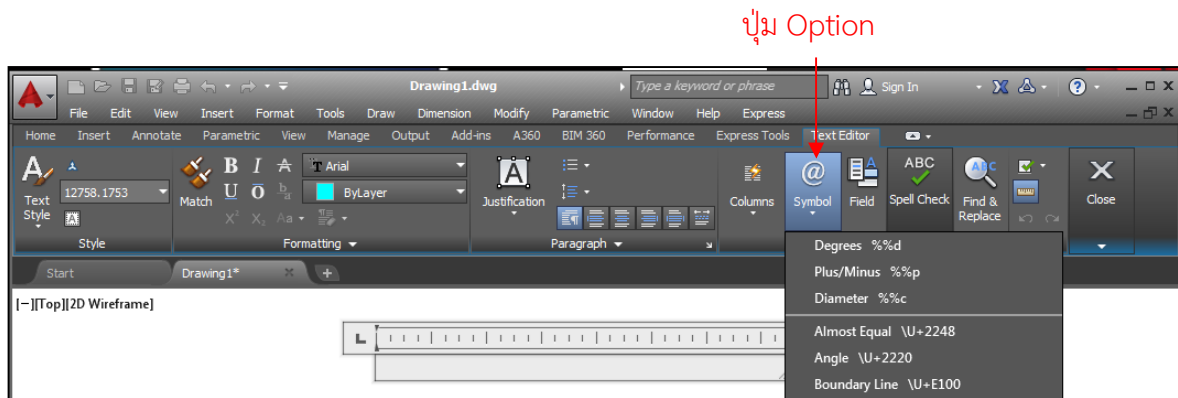 ปุ่ม Option
Drawing1.dwg Type a keyword or phrase Sign In
File Edit View Insert Format Tools Draw Dimension Modify Parametric Window Help Express
Home Insert Annotate Parametric View Manage Output Add-ins A360 BIM 360 Performance Express Tools Text Editor
Text Style
12758.1753
Match
B I A
U O b/a
X² X₂ Aa
Arial
ByLayer
A
Justification
Columns
@
Symbol
Field
ABC
Spell Check
ABC
Find & Replace
Close
Style Formatting Paragraph
Start Drawing1*
[−][Top][2D Wireframe]
L
Degrees %%d
Plus/Minus %%p
Diameter %%c
Almost Equal \U+2248
Angle \U+2220
Boundary Line \U+E100